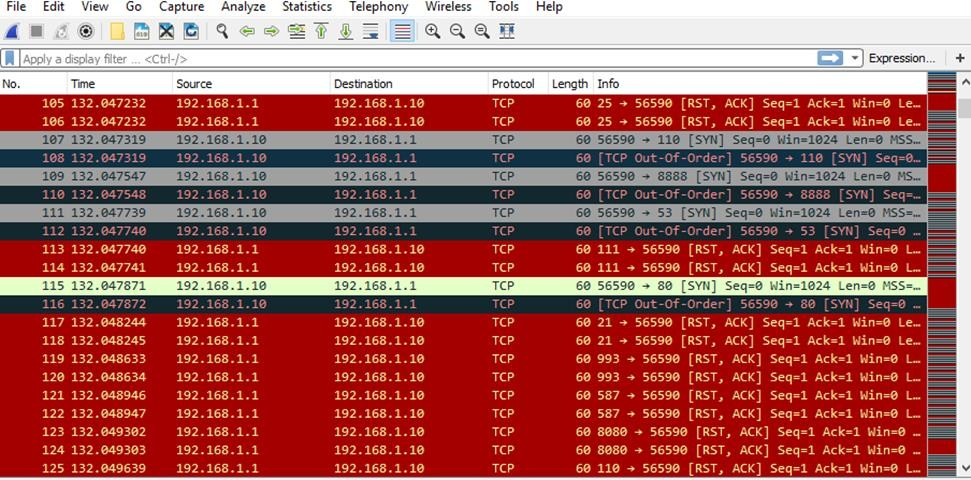 File Edit View Go Capture Analyze Statistics Telephony Wireless Tools Help
Apply a display filter ... <Ctrl-/> Expression... +
No. Time Source Destination Protocol Length Info
105 132.047232 192.168.1.1 192.168.1.10 TCP 60 25 → 56590 [RST, ACK] Seq=1 Ack=1 Win=0 Le…
106 132.047232 192.168.1.1 192.168.1.10 TCP 60 25 → 56590 [RST, ACK] Seq=1 Ack=1 Win=0 Le…
107 132.047319 192.168.1.10 192.168.1.1 TCP 60 56590 → 110 [SYN] Seq=0 Win=1024 Len=0 MSS…
108 132.047319 192.168.1.10 192.168.1.1 TCP 60 [TCP Out-Of-Order] 56590 → 110 [SYN] Seq=0…
109 132.047547 192.168.1.10 192.168.1.1 TCP 60 56590 → 8888 [SYN] Seq=0 Win=1024 Len=0 MS…
110 132.047548 192.168.1.10 192.168.1.1 TCP 60 [TCP Out-Of-Order] 56590 → 8888 [SYN] Seq=…
111 132.047739 192.168.1.10 192.168.1.1 TCP 60 56590 → 53 [SYN] Seq=0 Win=1024 Len=0 MSS=…
112 132.047740 192.168.1.10 192.168.1.1 TCP 60 [TCP Out-Of-Order] 56590 → 53 [SYN] Seq=0 …
113 132.047740 192.168.1.1 192.168.1.10 TCP 60 111 → 56590 [RST, ACK] Seq=1 Ack=1 Win=0 L…
114 132.047741 192.168.1.1 192.168.1.10 TCP 60 111 → 56590 [RST, ACK] Seq=1 Ack=1 Win=0 L…
115 132.047871 192.168.1.10 192.168.1.1 TCP 60 56590 → 80 [SYN] Seq=0 Win=1024 Len=0 MSS=…
116 132.047872 192.168.1.10 192.168.1.1 TCP 60 [TCP Out-Of-Order] 56590 → 80 [SYN] Seq=0 …
117 132.048244 192.168.1.1 192.168.1.10 TCP 60 21 → 56590 [RST, ACK] Seq=1 Ack=1 Win=0 Le…
118 132.048245 192.168.1.1 192.168.1.10 TCP 60 21 → 56590 [RST, ACK] Seq=1 Ack=1 Win=0 Le…
119 132.048633 192.168.1.1 192.168.1.10 TCP 60 993 → 56590 [RST, ACK] Seq=1 Ack=1 Win=0 L…
120 132.048634 192.168.1.1 192.168.1.10 TCP 60 993 → 56590 [RST, ACK] Seq=1 Ack=1 Win=0 L…
121 132.048946 192.168.1.1 192.168.1.10 TCP 60 587 → 56590 [RST, ACK] Seq=1 Ack=1 Win=0 L…
122 132.048947 192.168.1.1 192.168.1.10 TCP 60 587 → 56590 [RST, ACK] Seq=1 Ack=1 Win=0 L…
123 132.049302 192.168.1.1 192.168.1.10 TCP 60 8080 → 56590 [RST, ACK] Seq=1 Ack=1 Win=0 …
124 132.049303 192.168.1.1 192.168.1.10 TCP 60 8080 → 56590 [RST, ACK] Seq=1 Ack=1 Win=0 …
125 132.049639 192.168.1.1 192.168.1.10 TCP 60 110 → 56590 [RST, ACK] Seq=1 Ack=1 Win=0 L…